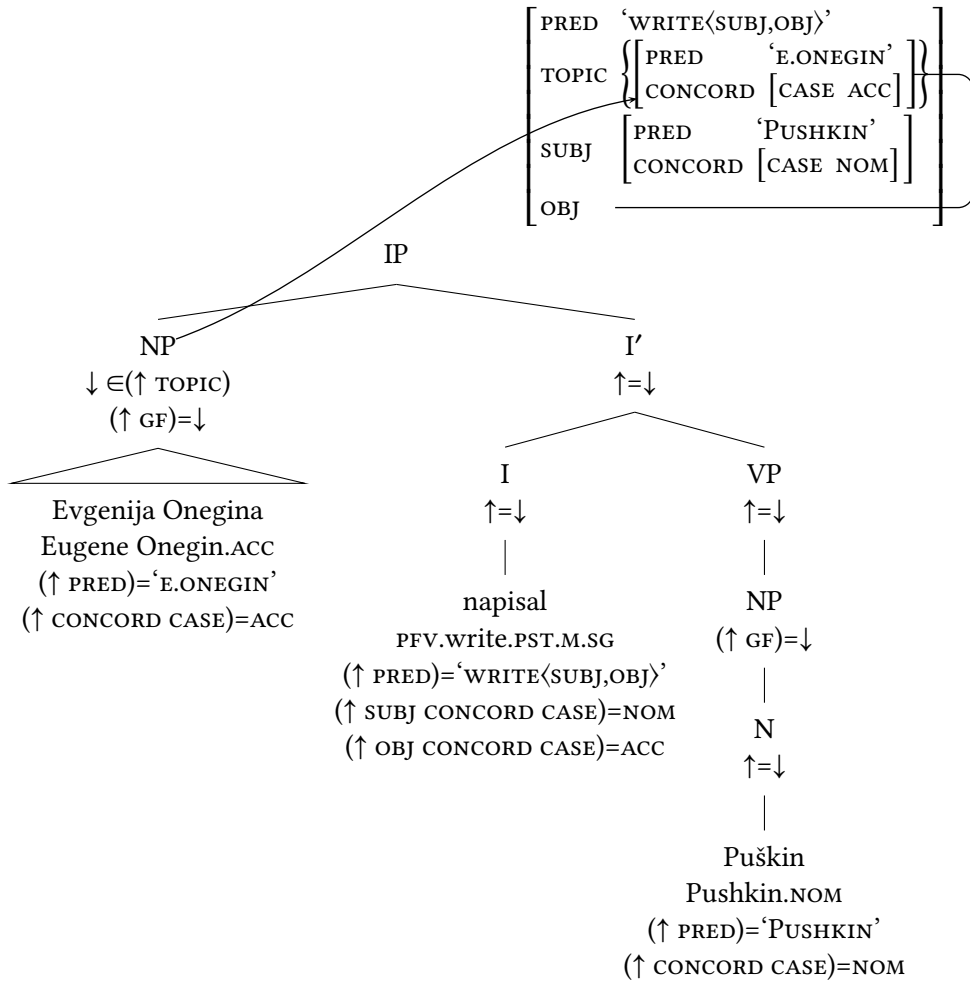 PRED ‘WRITE⟨SUBJ,OBJ⟩’
TOPIC {[PRED ‘E.ONEGIN’
CONCORD [CASE ACC]]}
SUBJ [PRED ‘PUSHKIN’
CONCORD [CASE NOM]]
OBJ
IP
NP I′
↓ ∈(↑ TOPIC) ↑=↓
(↑ GF)=↓
I VP
↑=↓ ↑=↓
Evgenija Onegina
Eugene Onegin.ACC
(↑ PRED)=‘E.ONEGIN’
(↑ CONCORD CASE)=ACC
napisal NP
PFV.write.PST.M.SG (↑ GF)=↓
(↑ PRED)=‘WRITE⟨SUBJ,OBJ⟩’
(↑ SUBJ CONCORD CASE)=NOM
(↑ OBJ CONCORD CASE)=ACC
N
↑=↓
Puškin
Pushkin.NOM
(↑ PRED)=‘PUSHKIN’
(↑ CONCORD CASE)=NOM